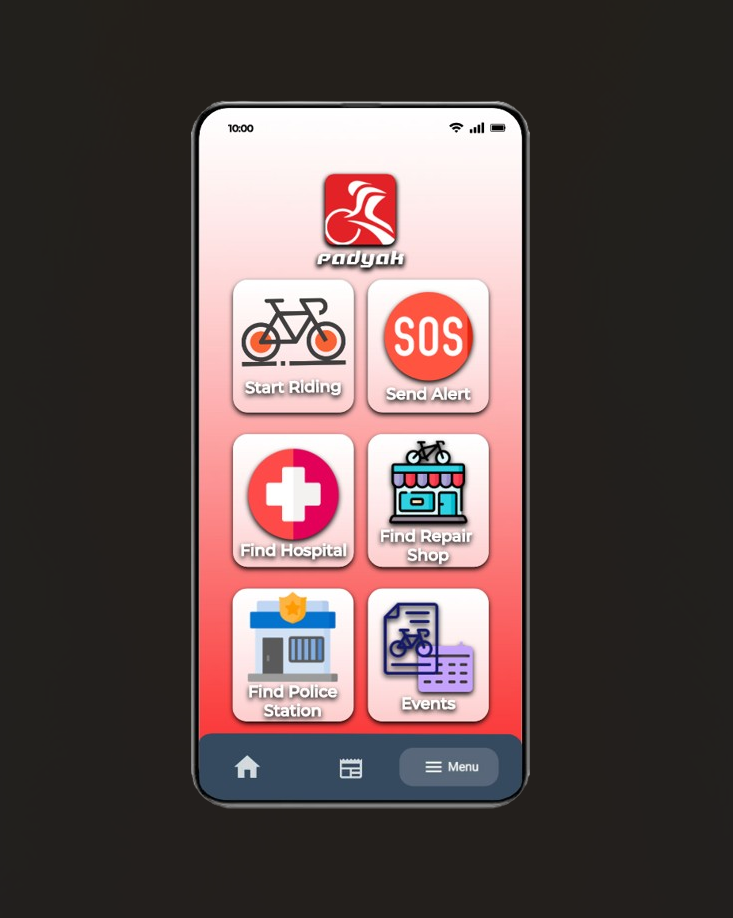 10:00
Padyak
Start Riding
SOS
Send Alert
Find Hospital
Find Repair
Shop
Find Police
Station
Events
Menu